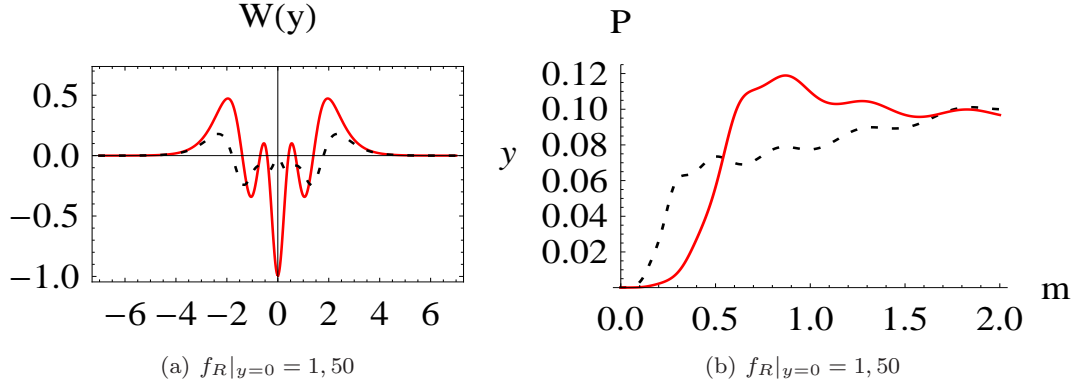 W(y)
0.5
0.0
−0.5
−1.0
−6 −4 −2 0 2 4 6
y
(a) f_R|_{y=0} = 1, 50
P
0.12
0.10
0.08
0.06
0.04
0.02
0.0 0.5 1.0 1.5 2.0
m
(b) f_R|_{y=0} = 1, 50